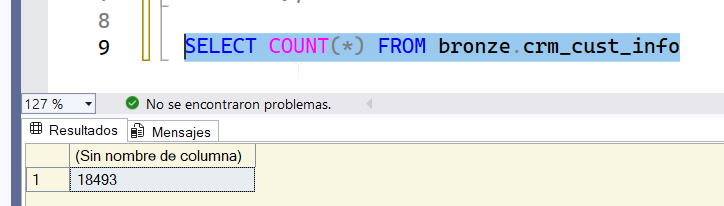 8
9 SELECT COUNT(*) FROM bronze.crm_cust_info
127 % No se encontraron problemas.
Resultados Mensajes
(Sin nombre de columna)
1 18493